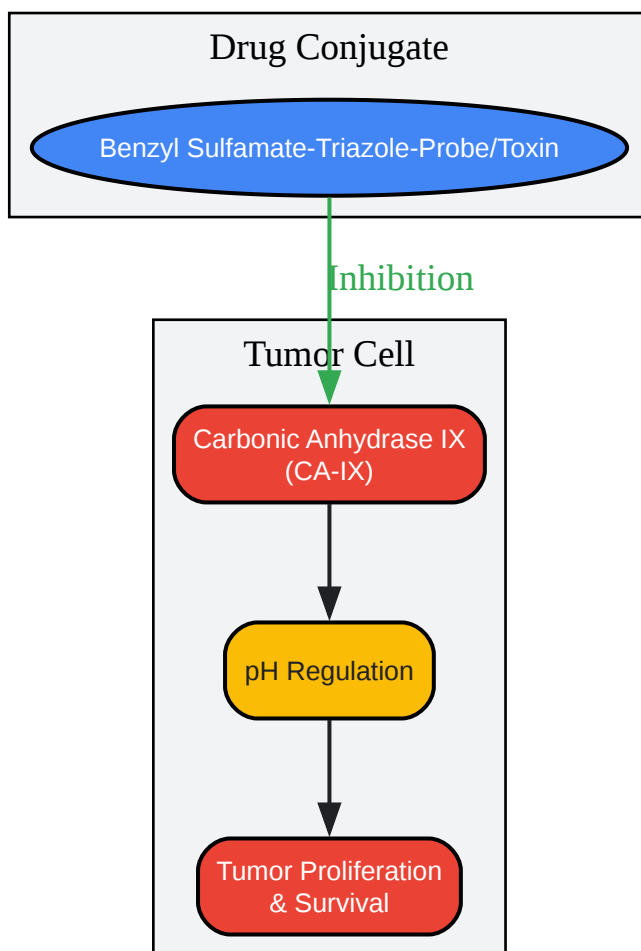 Drug Conjugate
Benzyl Sulfamate-Triazole-Probe/Toxin
Inhibition
Tumor Cell
Carbonic Anhydrase IX
(CA-IX)
pH Regulation
Tumor Proliferation
& Survival